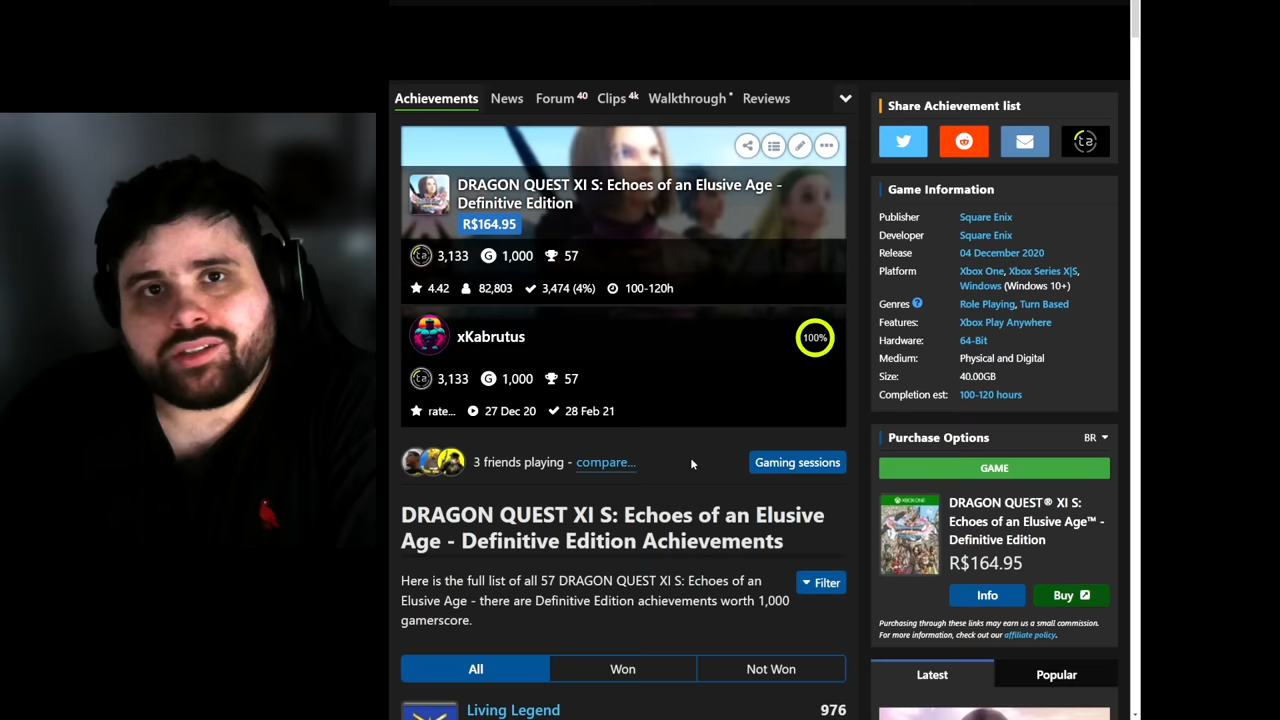 Achievements News Forum 40 Clips 4k Walkthrough * Reviews
DRAGON QUEST XI S: Echoes of an Elusive Age -
Definitive Edition
R$164.95
ta 3,133 G 1,000 57
4.42 82,803 3,474 (4%) 100-120h
xKabrutus
100%
ta 3,133 G 1,000 57
rate... 27 Dec 20 28 Feb 21
3 friends playing - compare...
Gaming sessions
DRAGON QUEST XI S: Echoes of an Elusive
Age - Definitive Edition Achievements
Here is the full list of all 57 DRAGON QUEST XI S: Echoes of an
Elusive Age - there are Definitive Edition achievements worth 1,000
gamerscore.
Filter
All Won Not Won
Living Legend 976
Share Achievement list
ta
Game Information
Publisher Square Enix
Developer Square Enix
Release 04 December 2020
Platform Xbox One, Xbox Series X|S,
Windows (Windows 10+)
Genres ? Role Playing, Turn Based
Features: Xbox Play Anywhere
Hardware: 64-Bit
Medium: Physical and Digital
Size: 40.00GB
Completion est: 100-120 hours
Purchase Options BR
GAME
XBOX ONE
DRAGON QUEST® XI S:
Echoes of an Elusive Age™ -
Definitive Edition
R$164.95
Info Buy
Purchasing through these links may earn us a small commission.
For more information, check out our affiliate policy.
Latest Popular